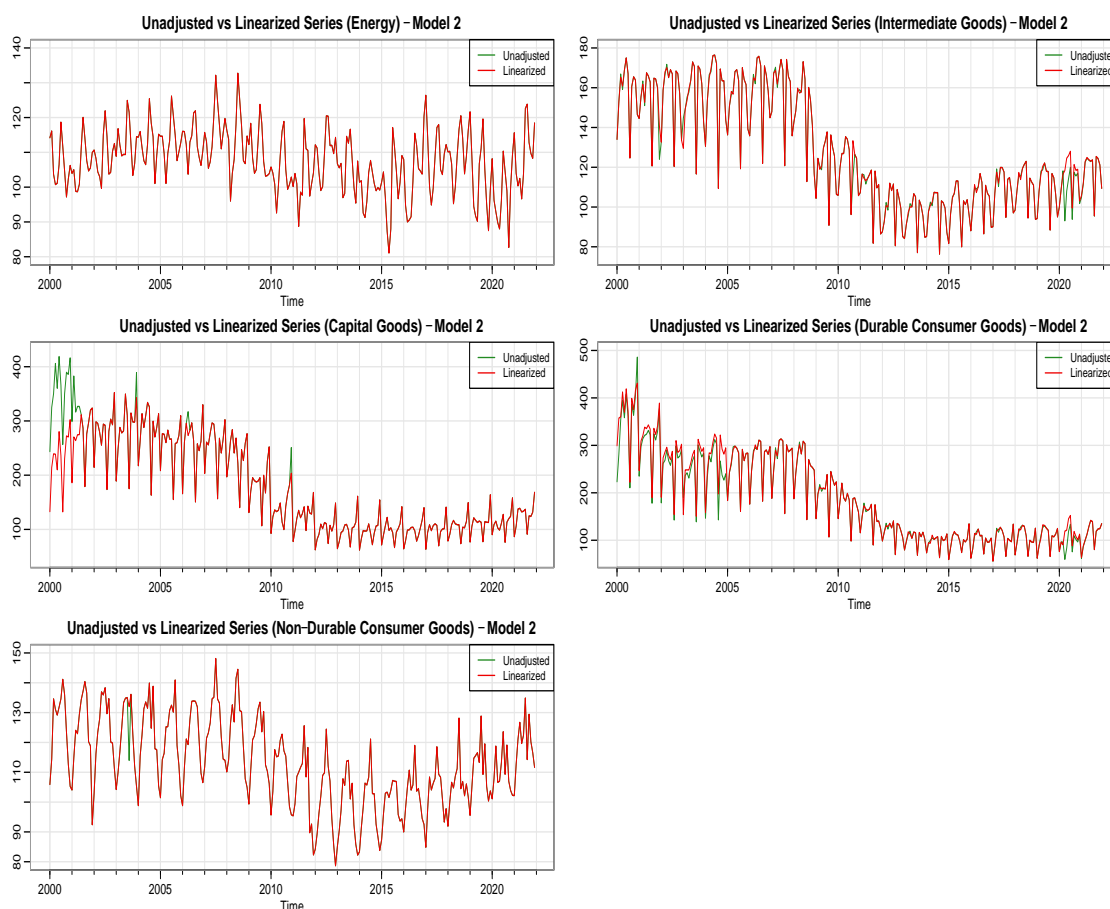 Unadjusted vs Linearized Series (Energy) – Model 2
140
120
110
100
90
80
Unadjusted
Linearized
2000
2005
2010
2015
2020
Time
Unadjusted vs Linearized Series (Intermediate Goods) – Model 2
180
160
140
120
100
80
Unadjusted
Linearized
2000
2005
2010
2015
2020
Time
Unadjusted vs Linearized Series (Capital Goods) – Model 2
400
300
200
100
Unadjusted
Linearized
2000
2005
2010
2015
2020
Time
Unadjusted vs Linearized Series (Durable Consumer Goods) – Model 2
500
400
300
200
100
Unadjuste
Linearized
2000
2005
2010
2015
2020
Time
Unadjusted vs Linearized Series (Non–Durable Consumer Goods) – Model 2
150
130
110
90
80
Unadjusted
Linearized
2000
2005
2010
2015
2020
Time